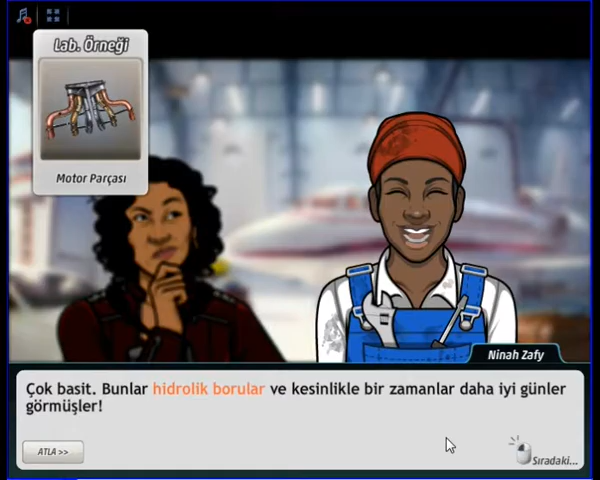 Lab. Örneği
Motor Parçası
Ninah Zafy
Çok basit. Bunlar hidrolik borular ve kesinlikle bir zamanlar daha iyi günler
görmüşler!
ATLA >>
Sıradaki...